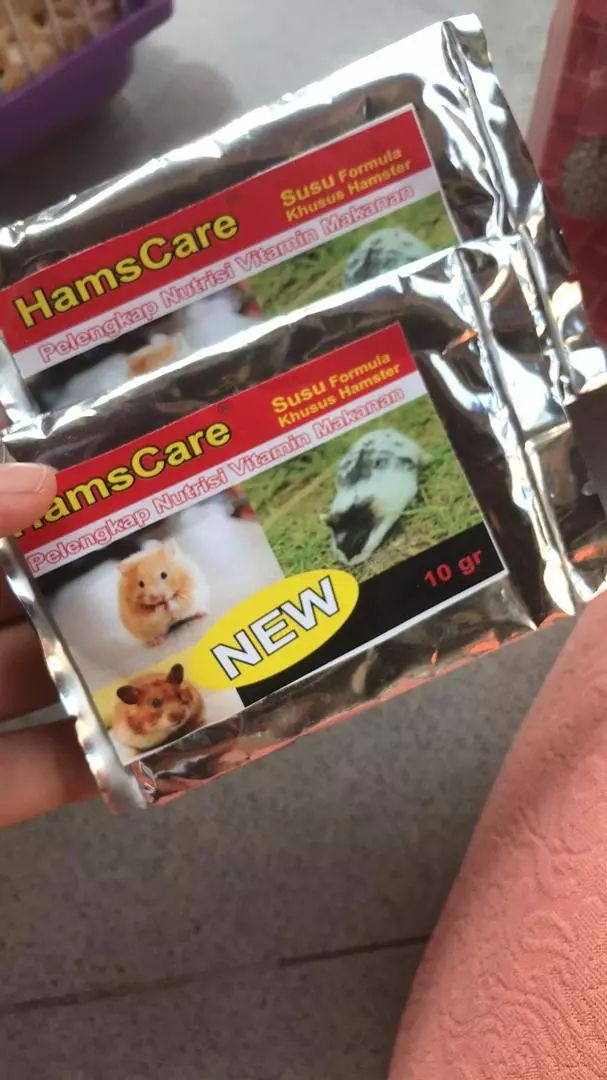 HamsCare
Susu Formula
Khusus Hamster
Pelengkap Nutrisi Vitamin Makanan
HamsCare
Susu Formula
Khusus Hamster
Pelengkap Nutrisi Vitamin Makanan
NEW
10 gr